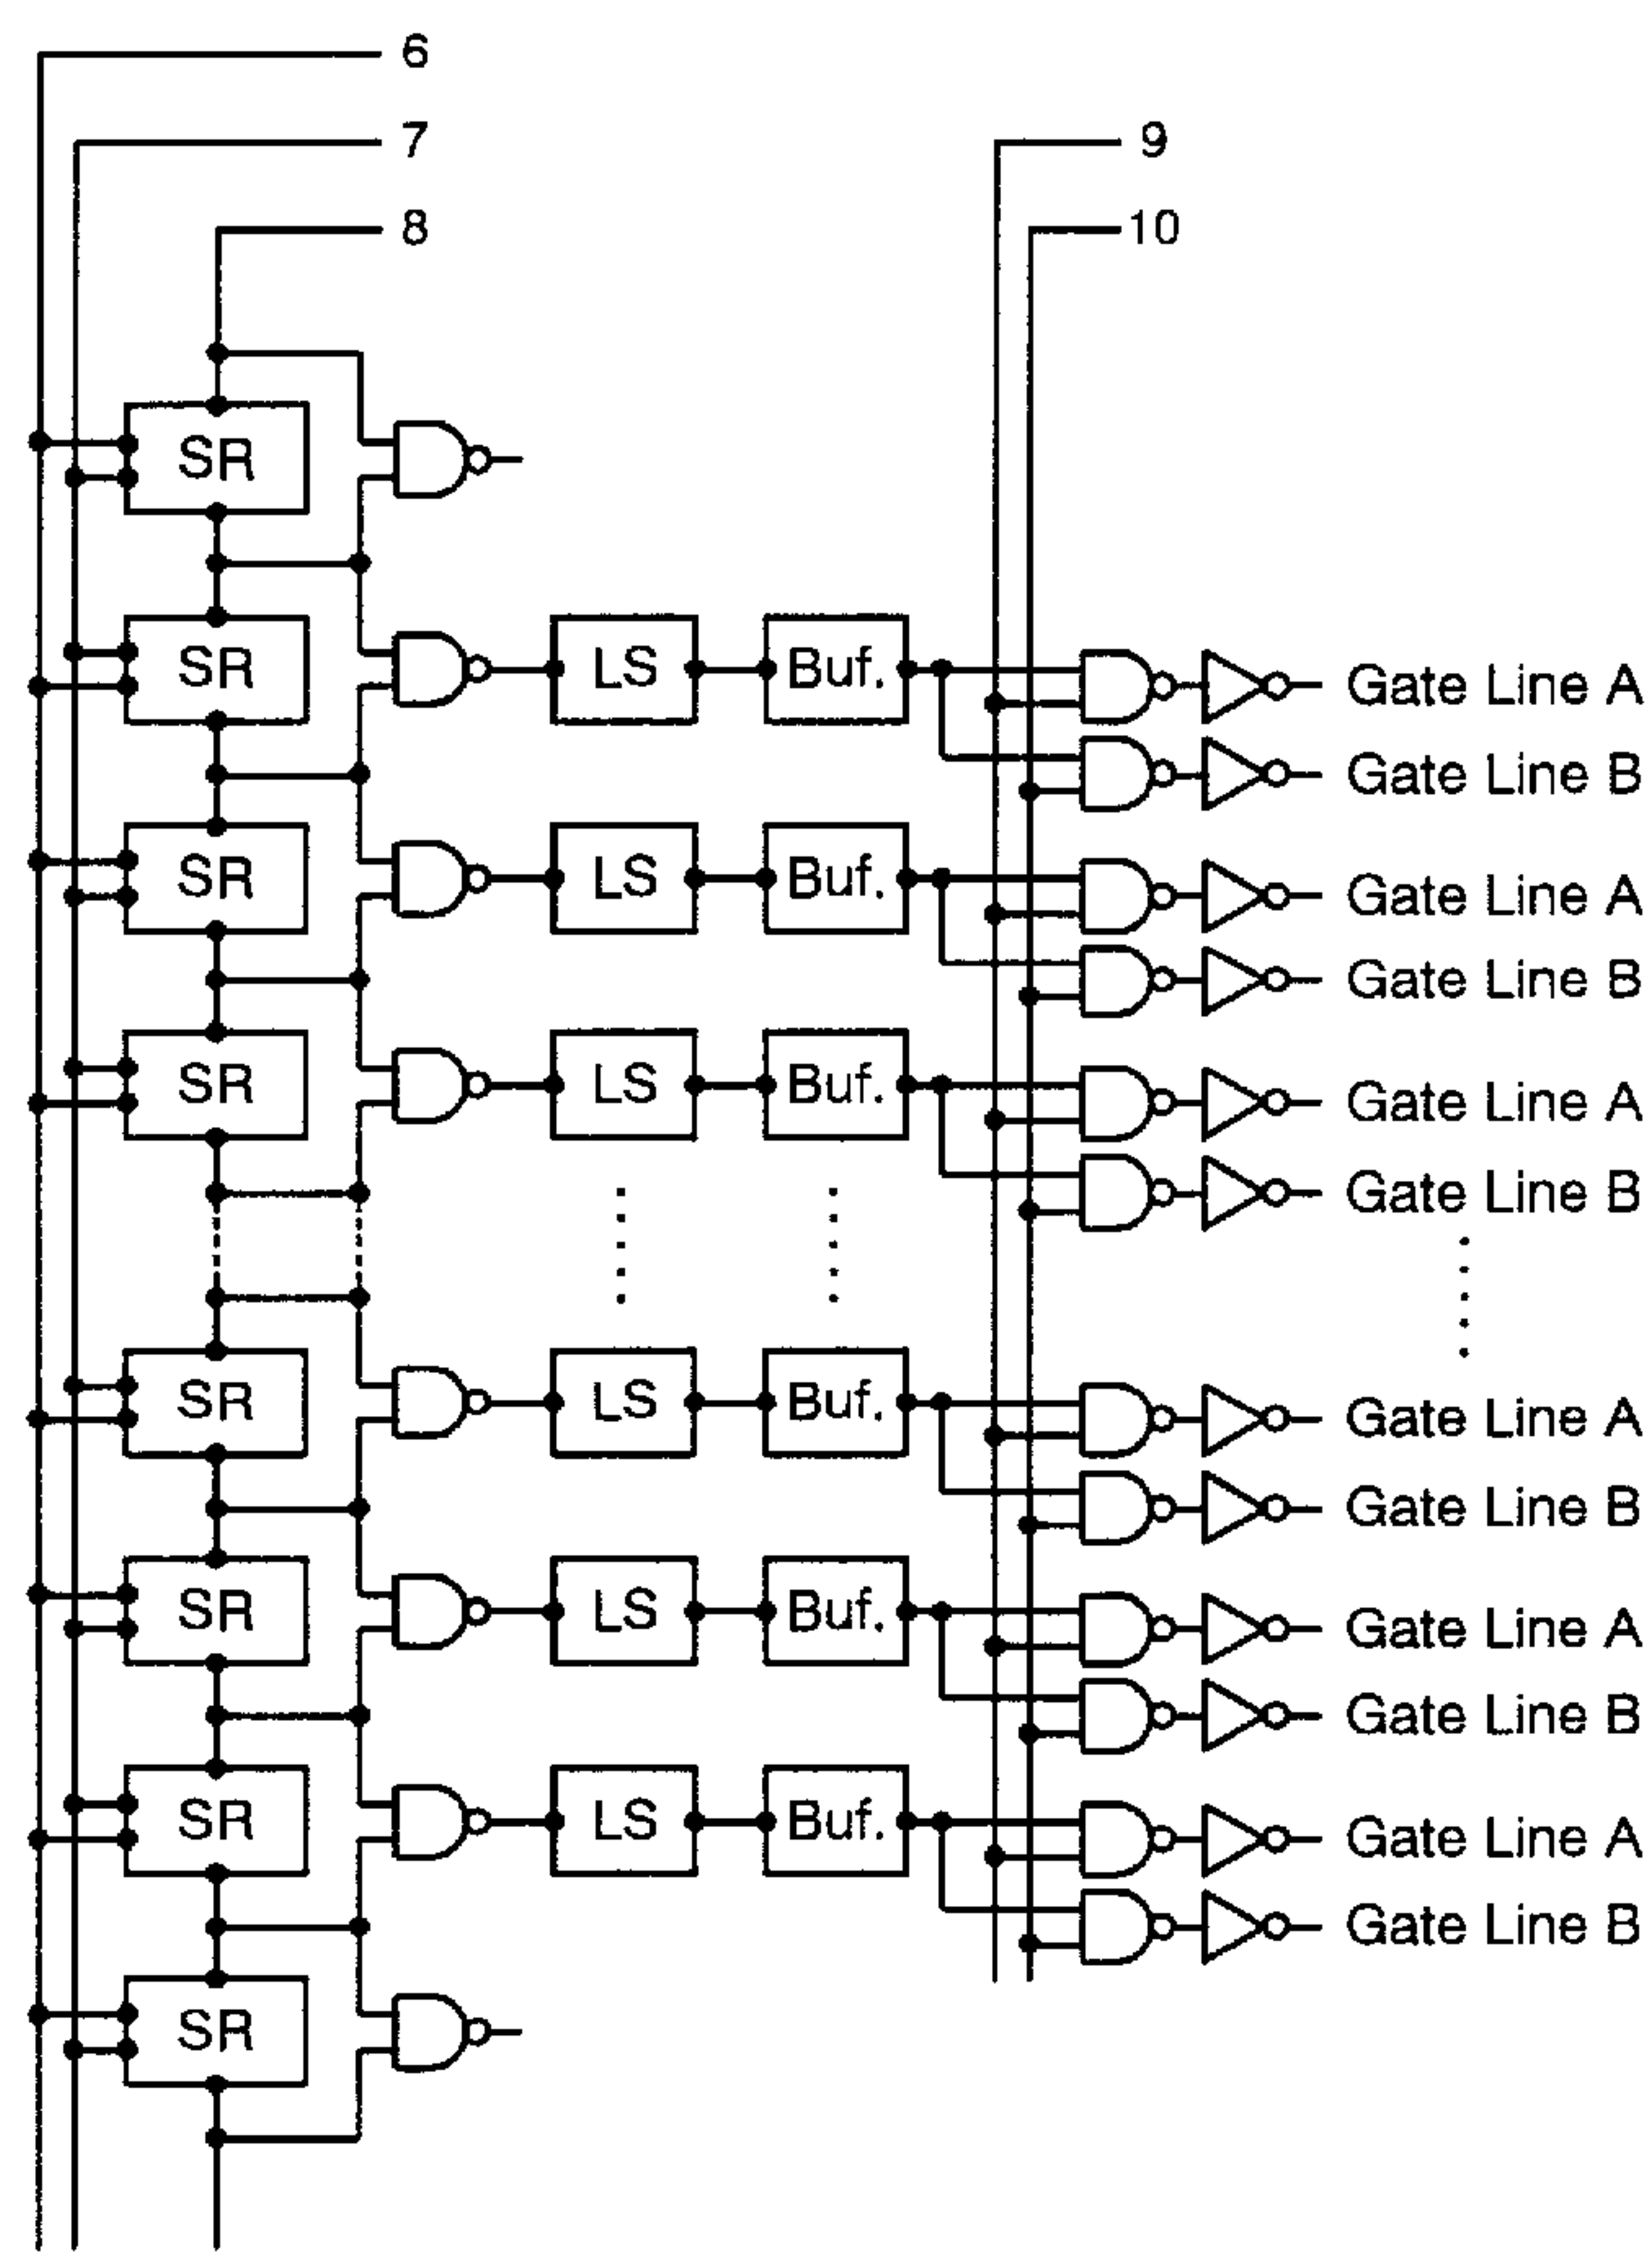 6
7
9
8
10
SR
SR LS Buf. Gate Line A
Gate Line B
SR LS Buf. Gate Line A
Gate Line B
SR LS Buf. Gate Line A
Gate Line B
SR LS Buf. Gate Line A
Gate Line B
SR LS Buf. Gate Line A
Gate Line B
SR LS Buf. Gate Line A
Gate Line B
SR